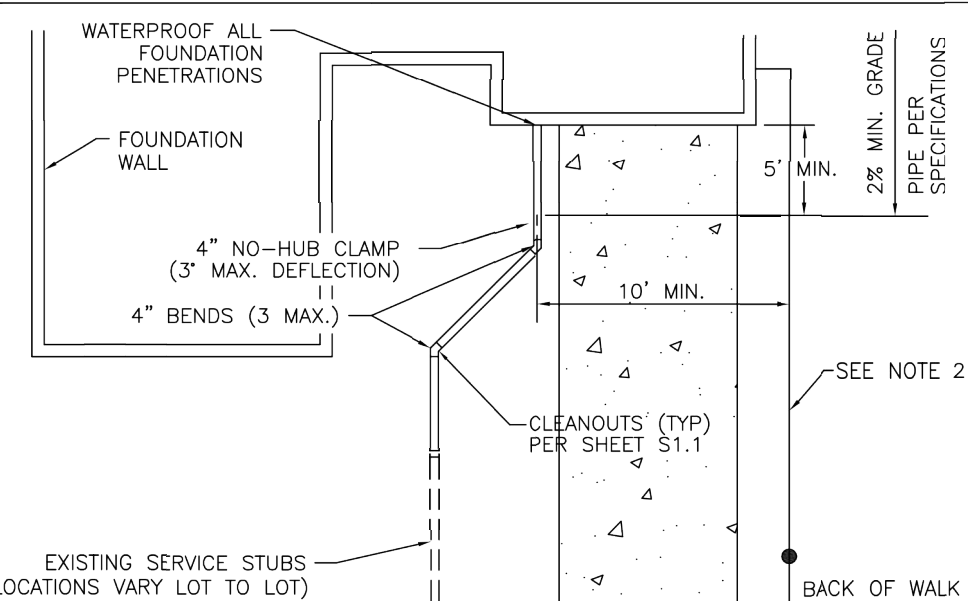 WATERPROOF ALL
FOUNDATION
PENETRATIONS
FOUNDATION
WALL
2% MIN. GRADE
PIPE PER
SPECIFICATIONS
5' MIN.
4" NO-HUB CLAMP
(3° MAX. DEFLECTION)
10' MIN.
4" BENDS (3 MAX.)
SEE NOTE 2
CLEANOUTS (TYP)
PER SHEET S1.1
EXISTING SERVICE STUBS
LOCATIONS VARY LOT TO LOT)
BACK OF WALK